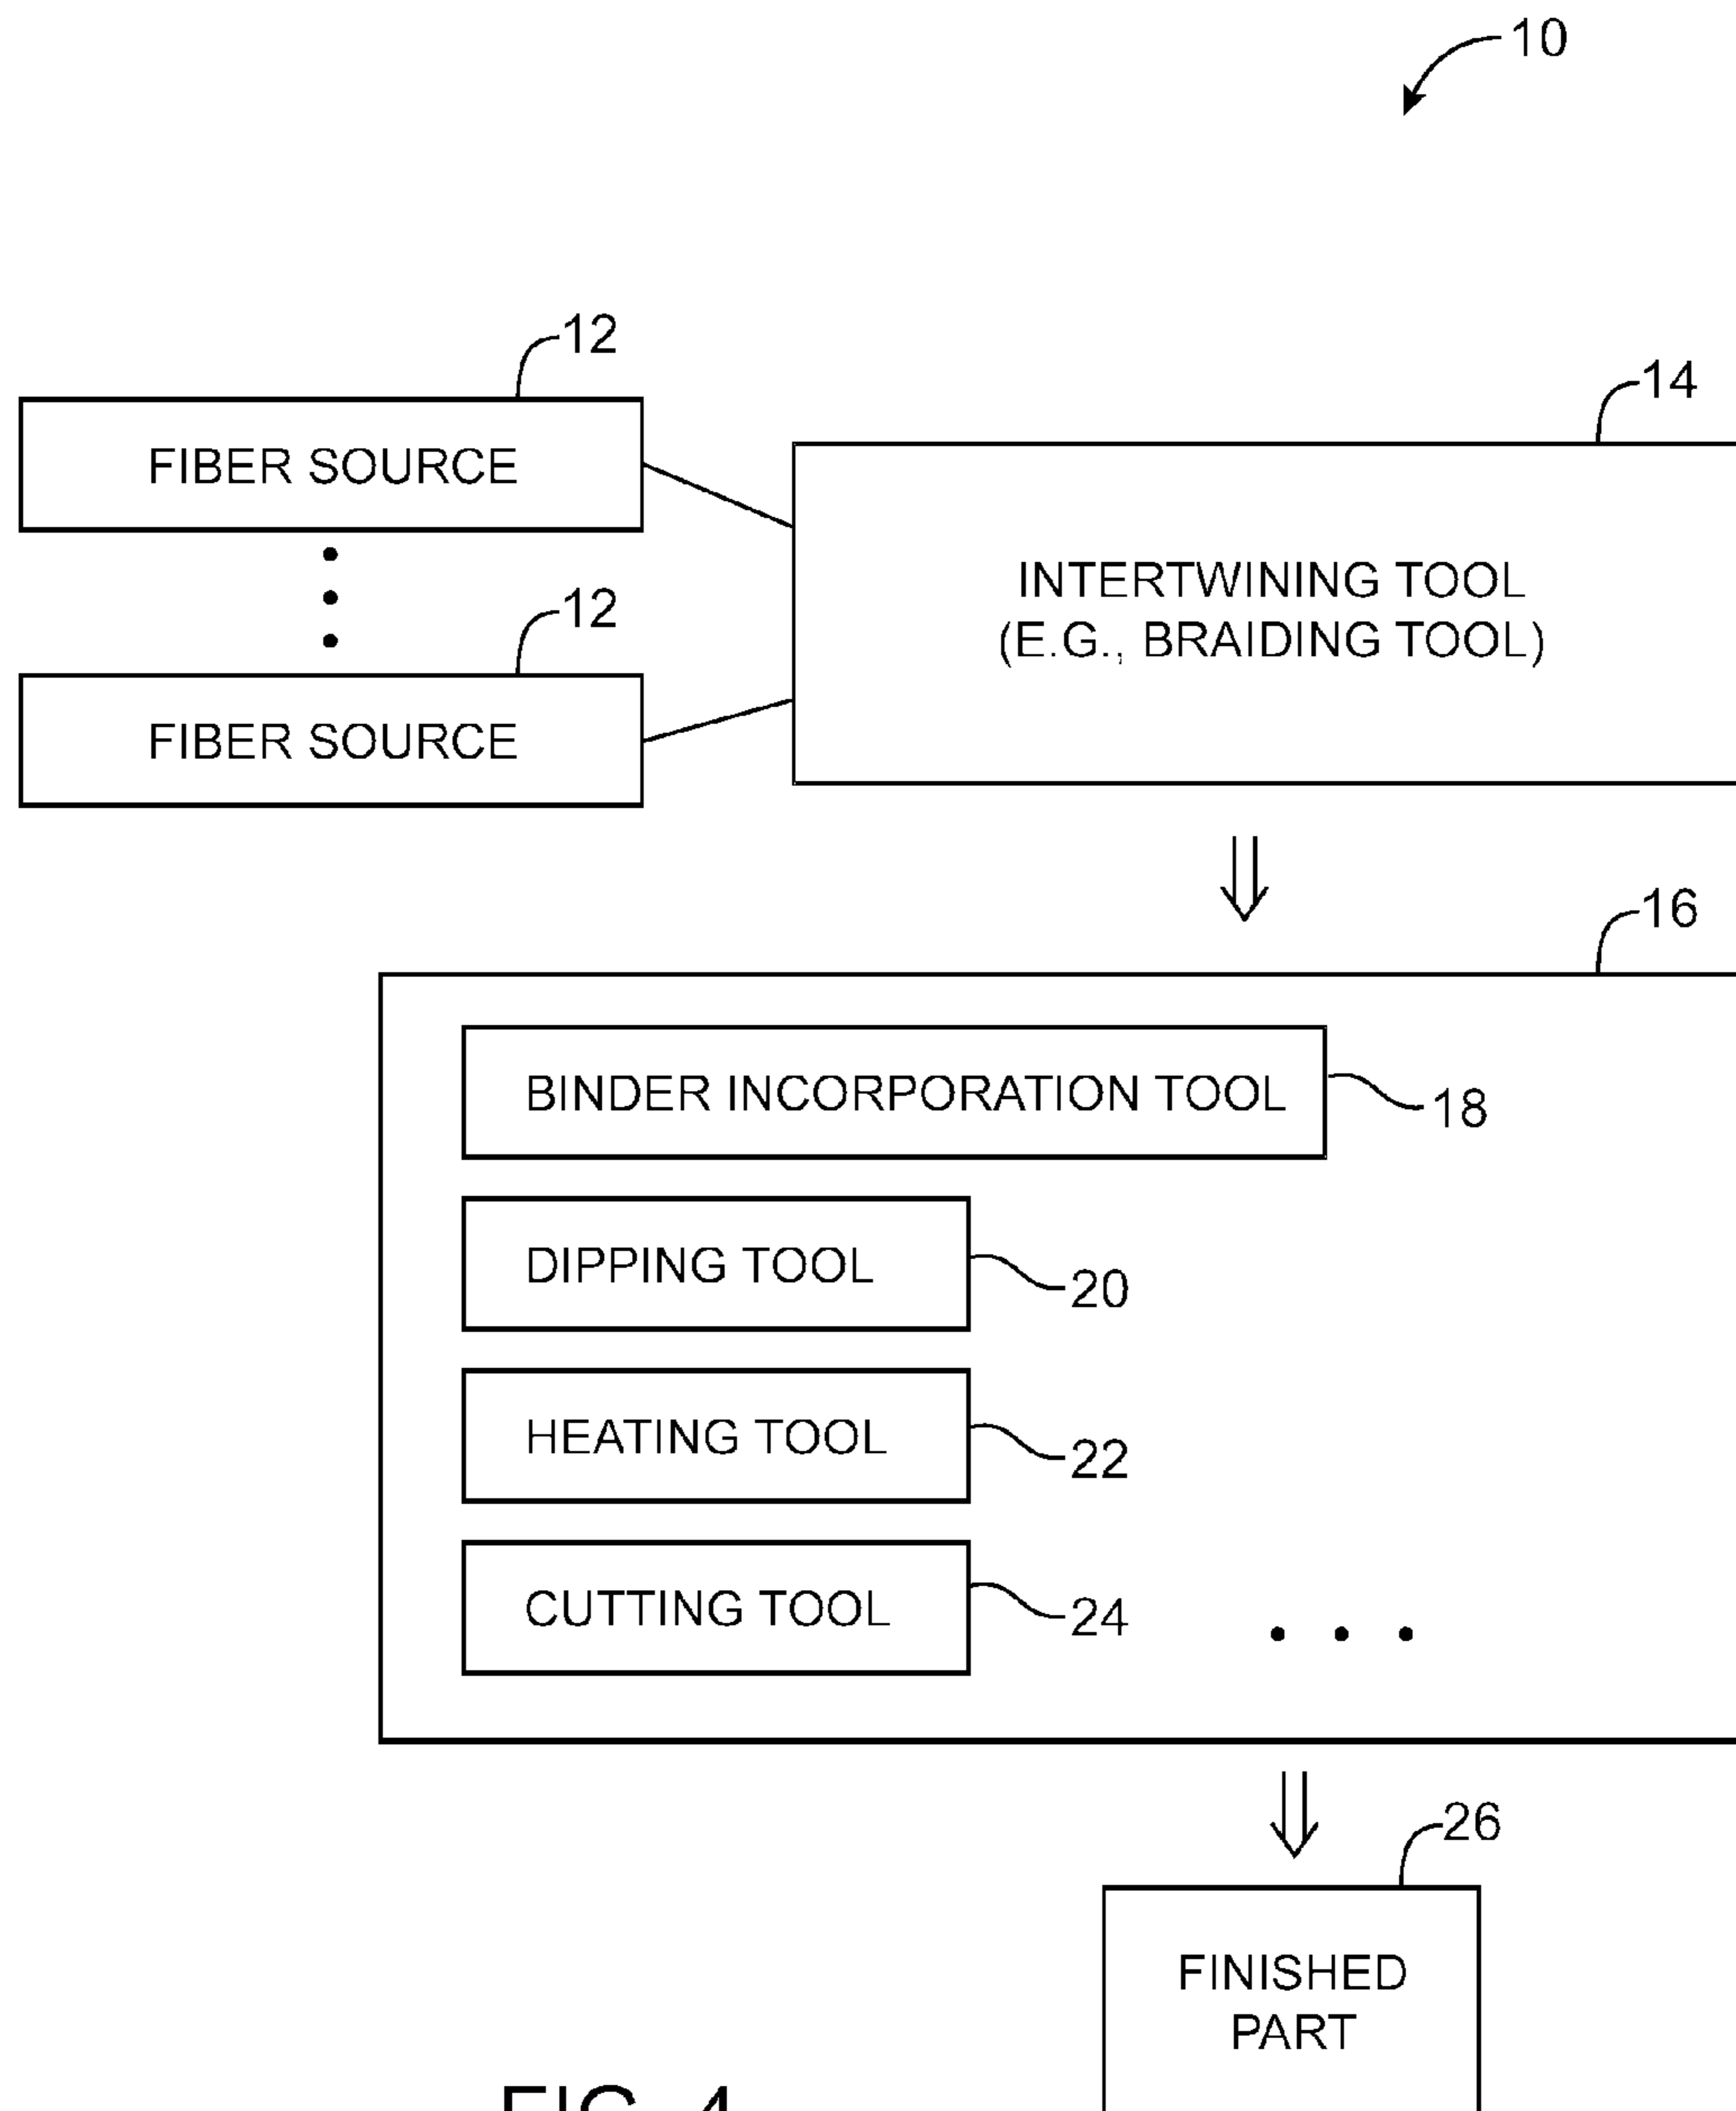 10
12
FIBER SOURCE
12
FIBER SOURCE
14
INTERTWINING TOOL
(E.G., BRAIDING TOOL)
16
BINDER INCORPORATION TOOL
18
DIPPING TOOL
20
HEATING TOOL
22
CUTTING TOOL
24
26
FINISHED
PART
FIG.